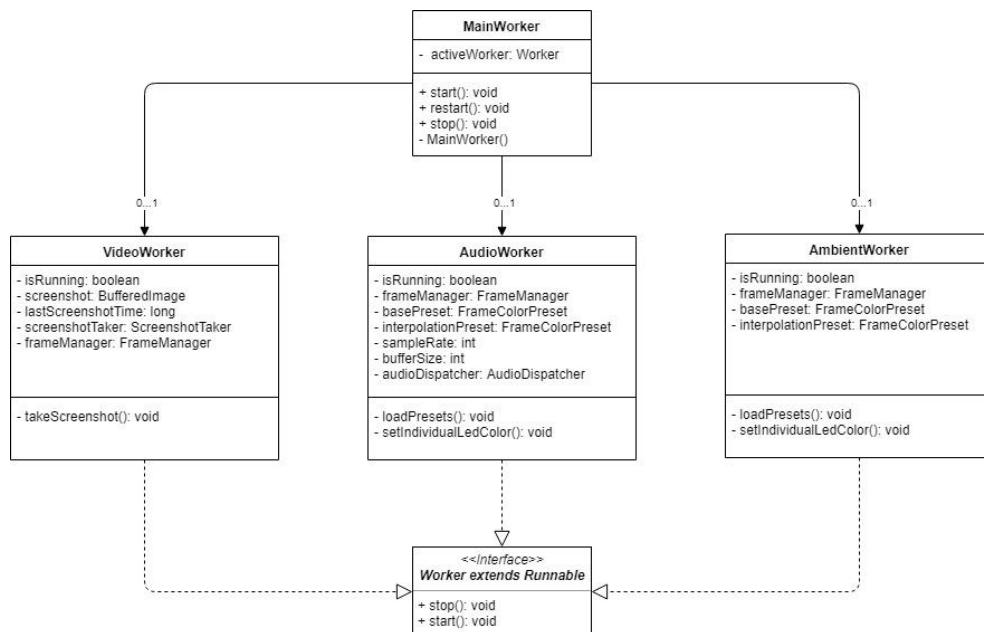 MainWorker
- activeWorker: Worker
+ start(): void
+ restart(): void
+ stop(): void
- MainWorker()
0...1
0...1
0...1
VideoWorker
- isRunning: boolean
- screenshot: BufferedImage
- lastScreenshotTime: long
- screenshotTaker: ScreenshotTaker
- frameManager: FrameManager
- takeScreenshot(): void
AudioWorker
- isRunning: boolean
- frameManager: FrameManager
- basePreset: FrameColorPreset
- interpolationPreset: FrameColorPreset
- sampleRate: int
- bufferSize: int
- audioDispatcher: AudioDispatcher
- loadPresets(): void
- setIndividualLedColor(): void
AmbientWorker
- isRunning: boolean
- frameManager: FrameManager
- basePreset: FrameColorPreset
- interpolationPreset: FrameColorPreset
- loadPresets(): void
- setIndividualLedColor(): void
<<Interface>>
Worker extends Runnable
+ stop(): void
+ start(): void